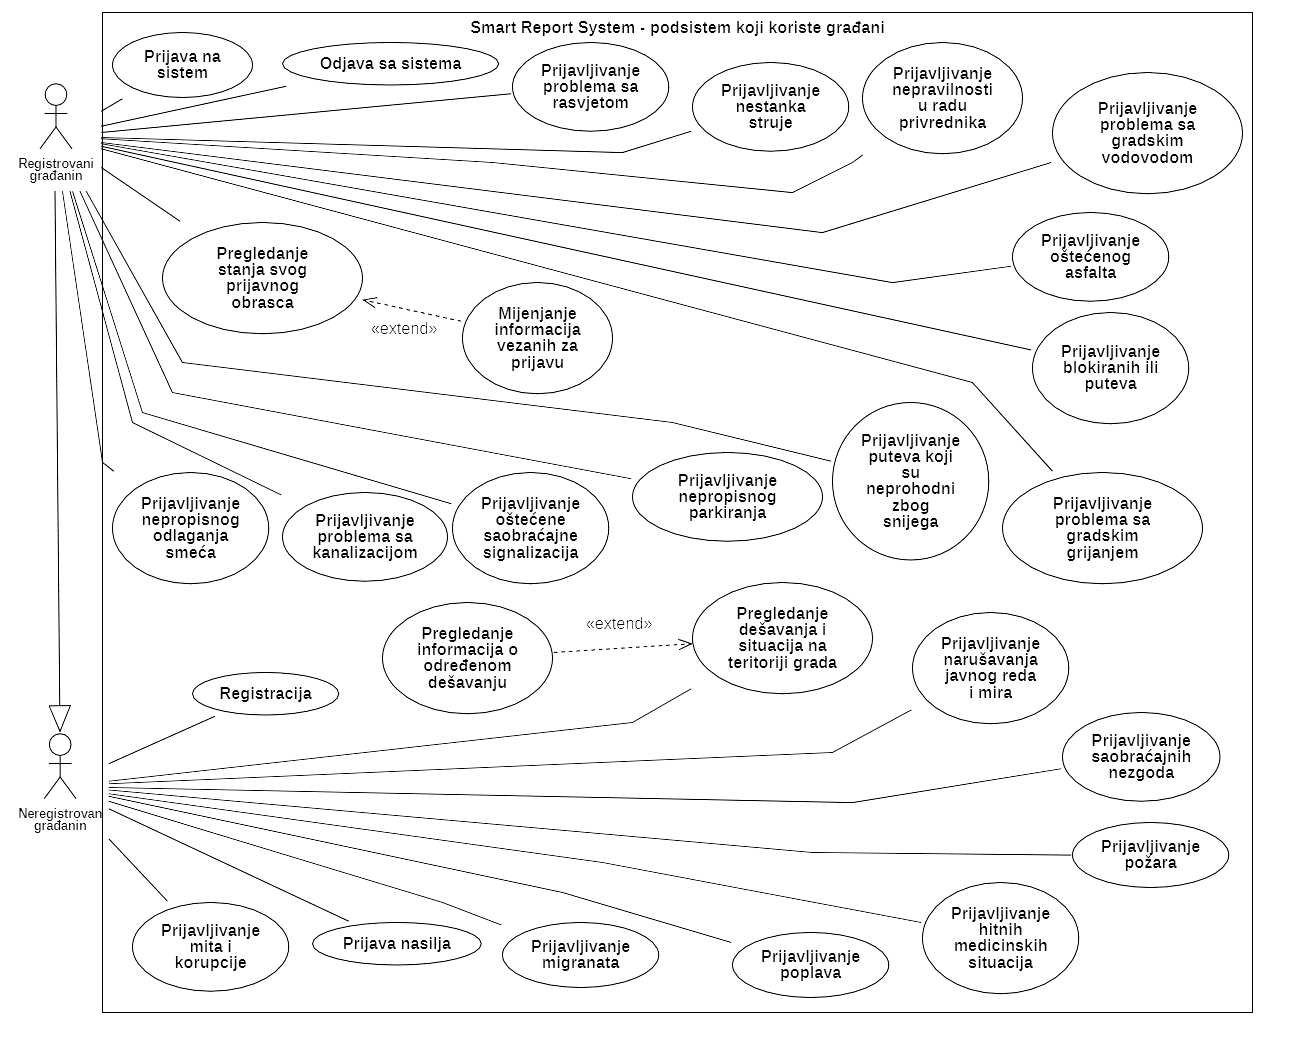 Smart Report System - podsistem koji koriste građani
Prijava na
sistem
Odjava sa sistema
Prijavljivanje
problema sa
rasvjetom
Prijavljivanje
nestanka
struje
Prijavljivanje
nepravilnosti
u radu
privrednika
Prijavljivanje
problema sa
gradskim
vodovodom
Registrovani
građanin
Pregledanje
stanja svog
prijavnog
obrasca
«extend»
Mijenjanje
informacija
vezanih za
prijavu
Prijavljivanje
oštećenog
asfalta
Prijavljivanje
blokiranih ili
puteva
Prijavljivanje
nepropisnog
odlaganja
smeća
Prijavljivanje
problema sa
kanalizacijom
Prijavljivanje
oštećene
saobraćajne
signalizacija
Prijavljivanje
nepropisnog
parkiranja
Prijavljivanje
puteva koji
su
neprohodni
zbog
snijega
Prijavljivanje
problema sa
gradskim
grijanjem
Pregledanje
informacija o
određenom
dešavanju
«extend»
Pregledanje
dešavanja i
situacija na
teritoriji grada
Prijavljivanje
narušavanja
javnog reda
i mira
Registracija
Prijavljivanje
saobraćajnih
nezgoda
Neregistrovan
građanin
Prijavljivanje
požara
Prijavljivanje
mita i
korupcije
Prijava nasilja
Prijavljivanje
migranata
Prijavljivanje
poplava
Prijavljivanje
hitnih
medicinskih
situacija